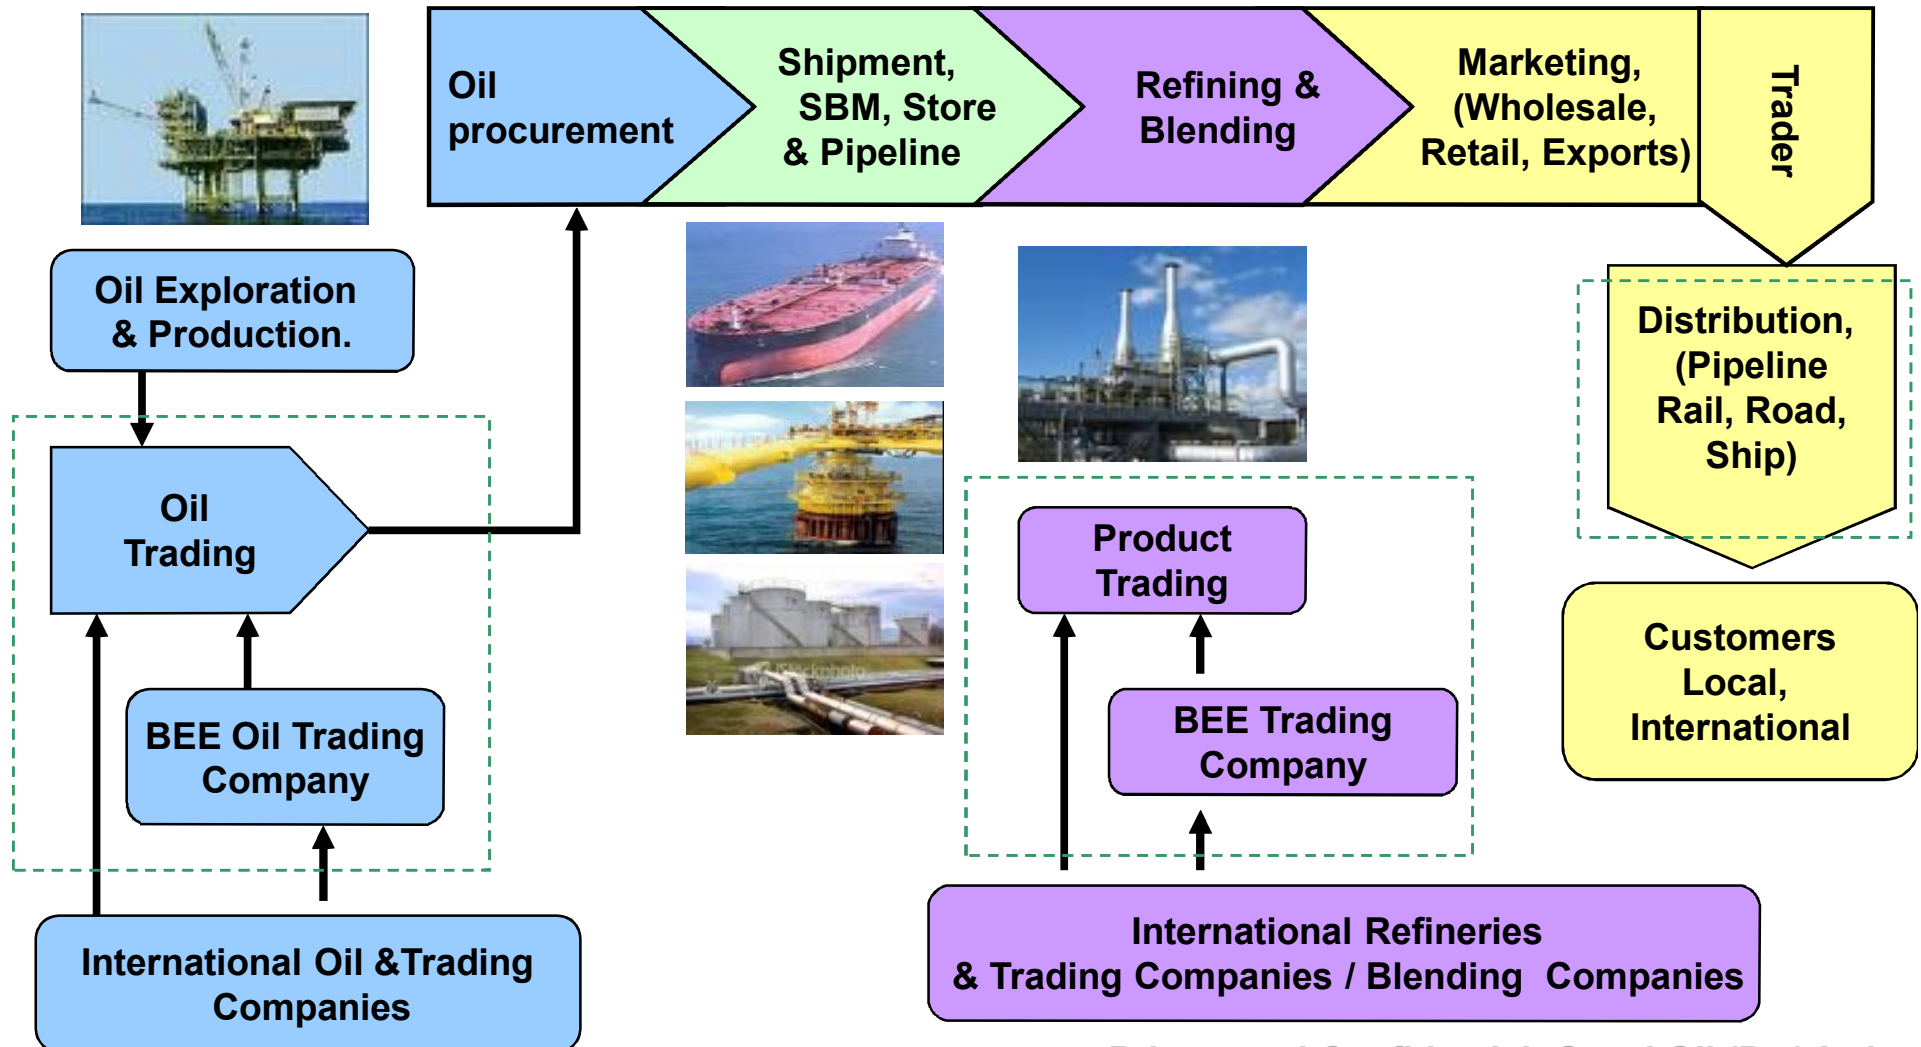 Oil
procurement
Shipment,
SBM, Store
& Pipeline
Refining &
Blending
Marketing,
(Wholesale,
Retail, Exports)
Trader
Oil Exploration
& Production.
Distribution,
(Pipeline
Rail, Road,
Ship)
Oil
Trading
Product
Trading
Customers
Local,
International
BEE Oil Trading
Company
BEE Trading
Company
International Oil &Trading
Companies
International Refineries
& Trading Companies / Blending Companies